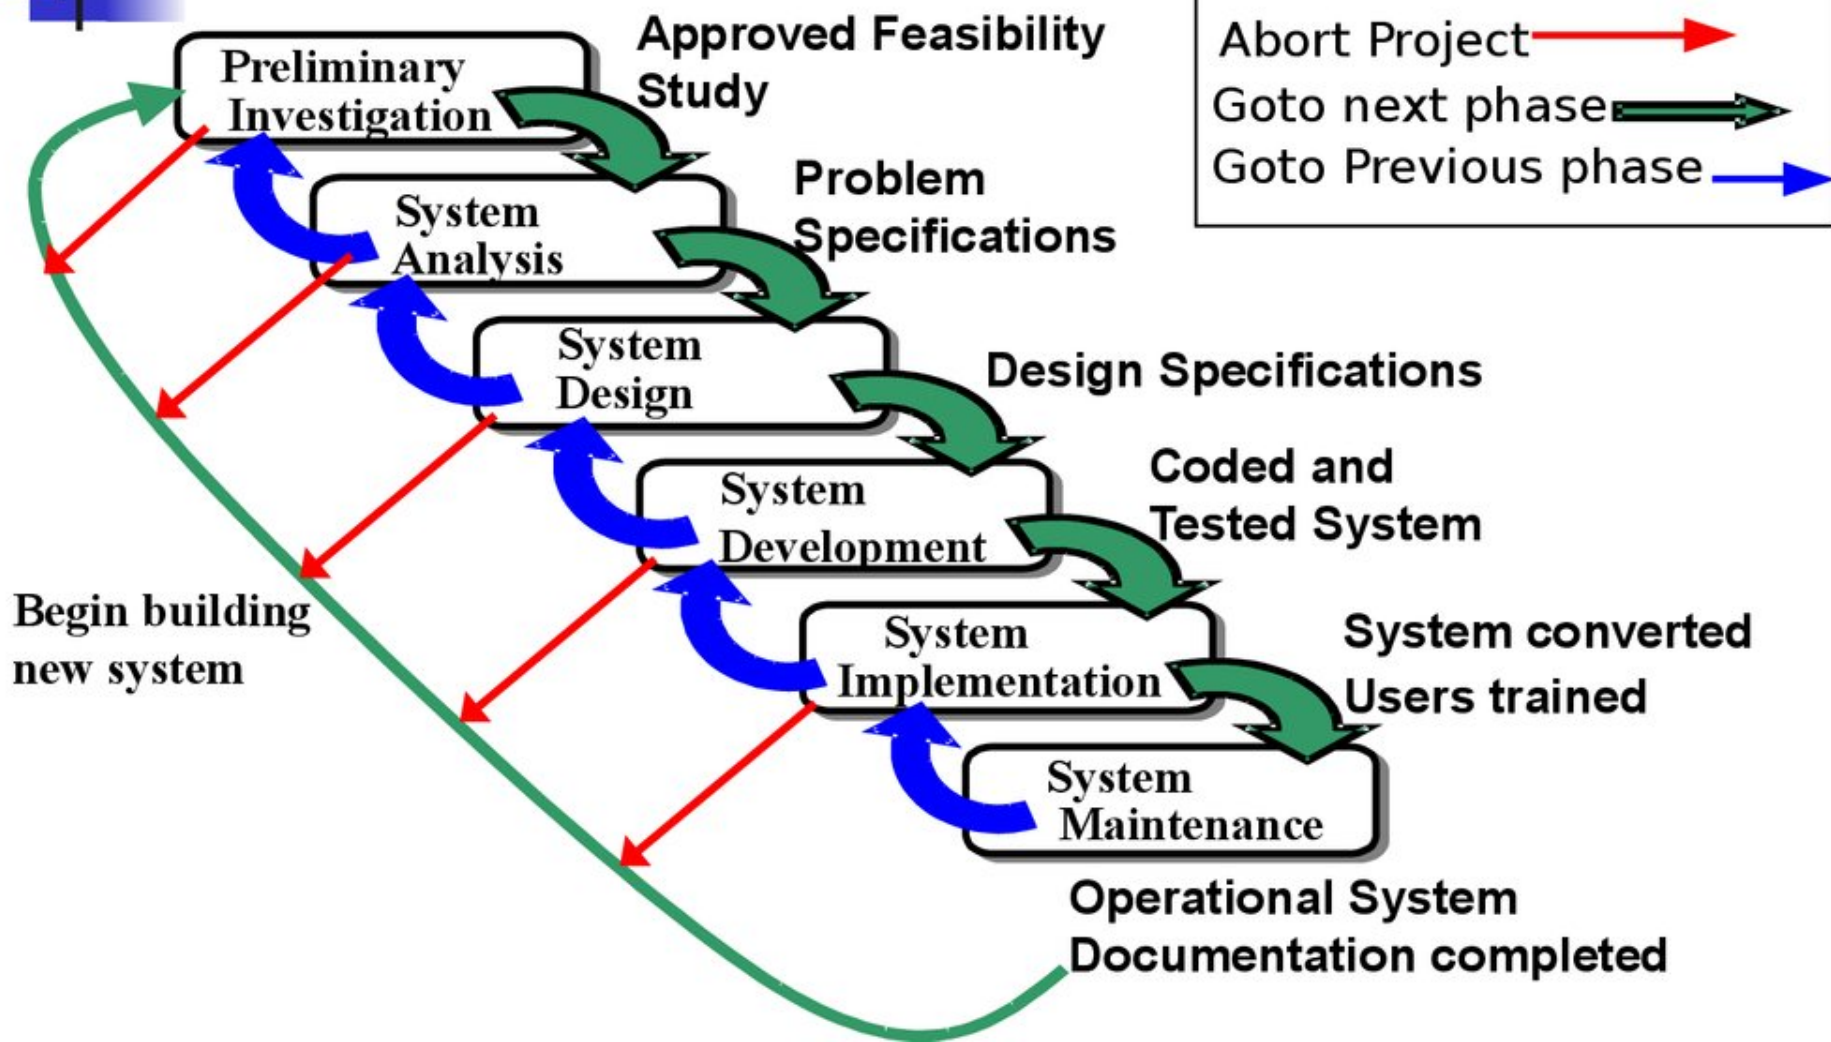 Preliminary
Investigation
Approved Feasibility
Study
Abort Project
Goto next phase
Goto Previous phase
System
Analysis
Problem
Specifications
System
Design
Design Specifications
System
Development
Coded and
Tested System
Begin building
new system
System
Implementation
System converted
Users trained
System
Maintenance
Operational System
Documentation completed